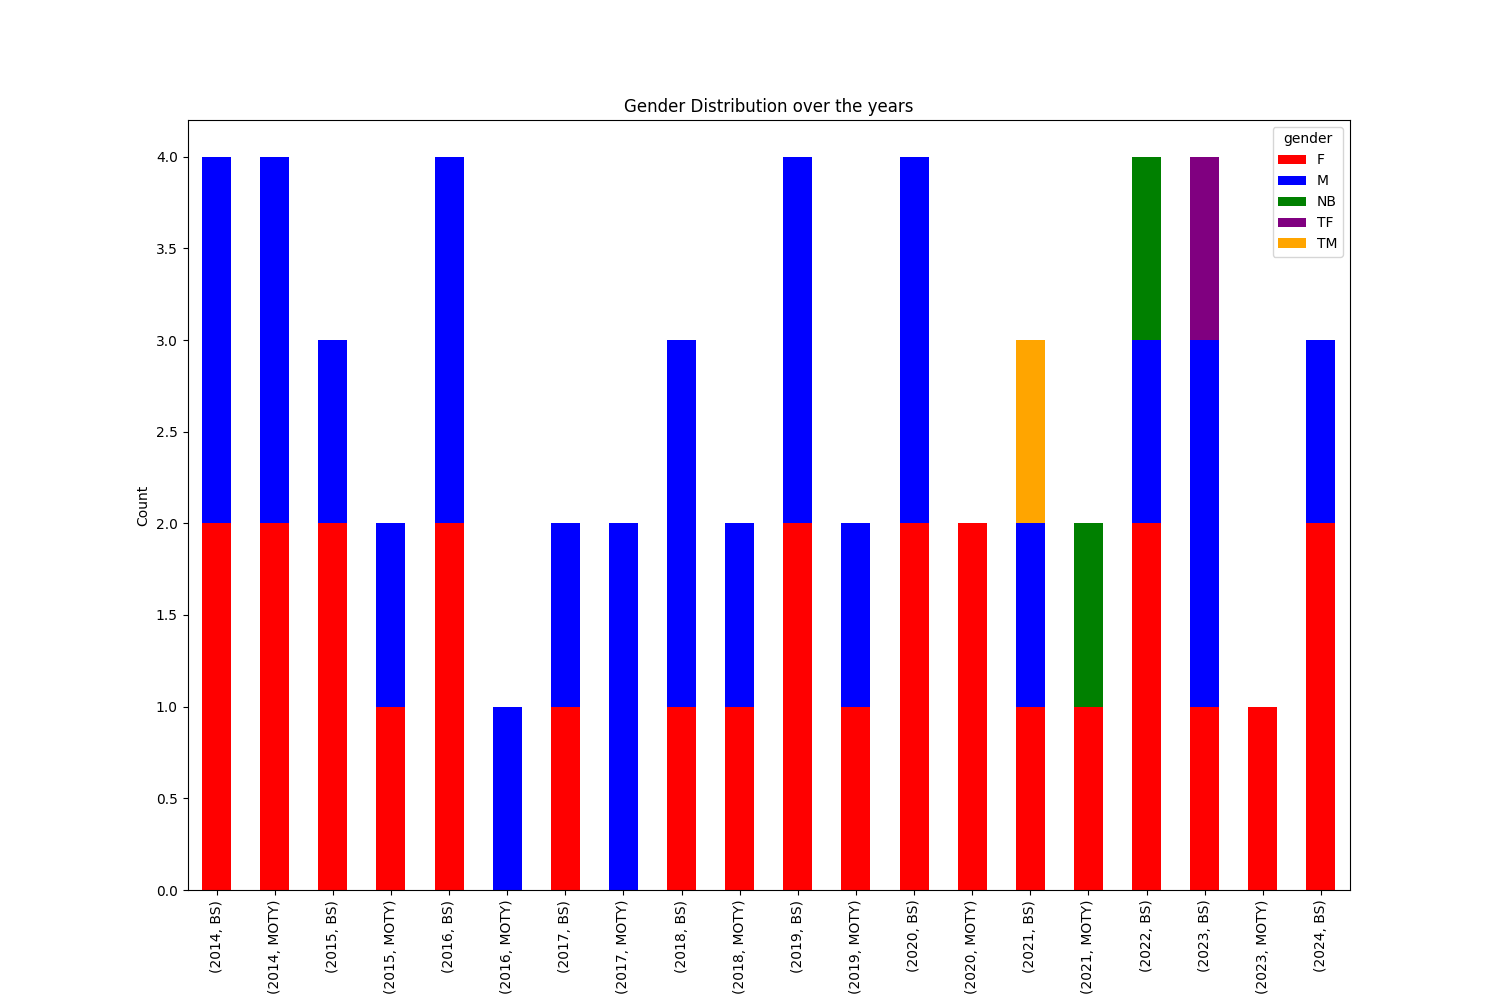 Gender Distribution over the years
gender
F
M
NB
TF
TM
Count
4.0
3.5
3.0
2.5
2.0
1.5
1.0
0.5
0.0
(2014, BS)
(2014, MOTY)
(2015, BS)
(2015, MOTY)
(2016, BS)
(2016, MOTY)
(2017, BS)
(2017, MOTY)
(2018, BS)
(2018, MOTY)
(2019, BS)
(2019, MOTY)
(2020, BS)
(2020, MOTY)
(2021, BS)
(2021, MOTY)
(2022, BS)
(2023, BS)
(2023, MOTY)
(2024, BS)